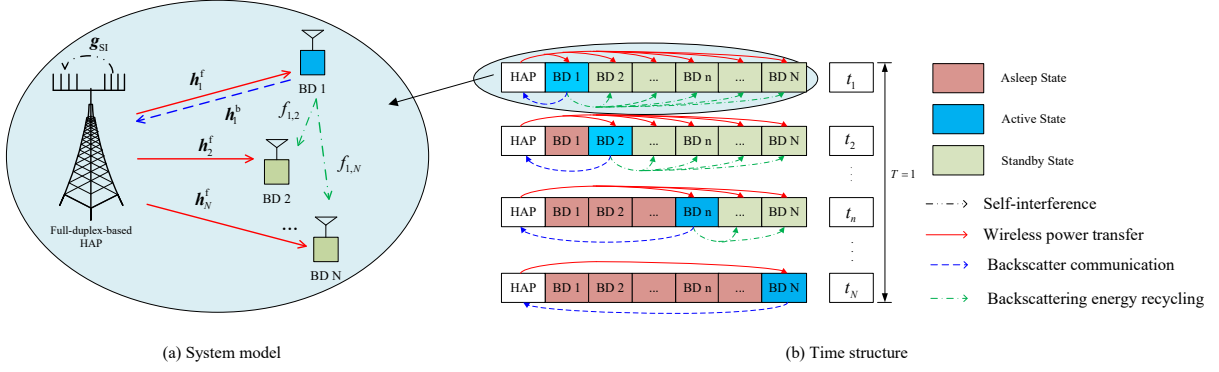 g_SI
h_1^f
h_1^b
BD 1
f_{1,2}
h_2^f
f_{1,N}
BD 2
h_N^f
...
BD N
Full-duplex-based
HAP
(a) System model
HAP BD 1 BD 2 ... BD n ... BD N t_1
HAP BD 1 BD 2 ... BD n ... BD N t_2
HAP BD 1 BD 2 ... BD n ... BD N t_n
HAP BD 1 BD 2 ... BD n ... BD N t_N
T = 1
Asleep State
Active State
Standby State
Self-interference
Wireless power transfer
Backscatter communication
Backscattering energy recycling
(b) Time structure